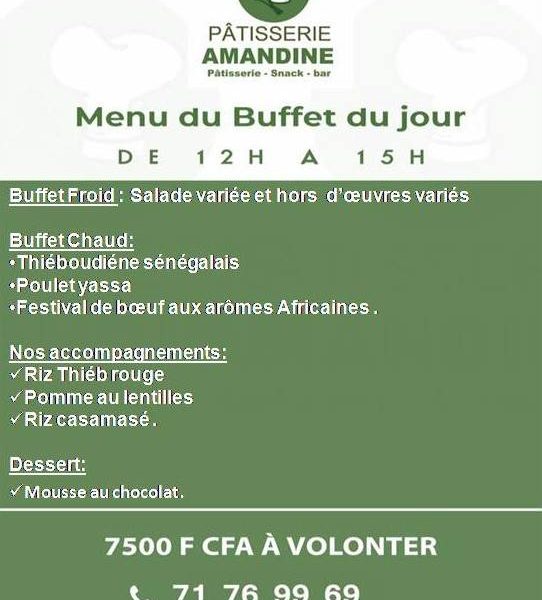 PÂTISSERIE
AMANDINE
Pâtisserie - Snack - bar
Menu du Buffet du jour
DE 12H A 15H
Buffet Froid : Salade variée et hors d'œuvres variés
Buffet Chaud:
•Thiéboudiéne sénégalais
•Poulet yassa
•Festival de bœuf aux arômes Africaines .
Nos accompagnements:
✓Riz Thiéb rouge
✓Pomme au lentilles
✓Riz casamasé .
Dessert:
✓Mousse au chocolat .
7500 F CFA À VOLONTER
71 76 99 69